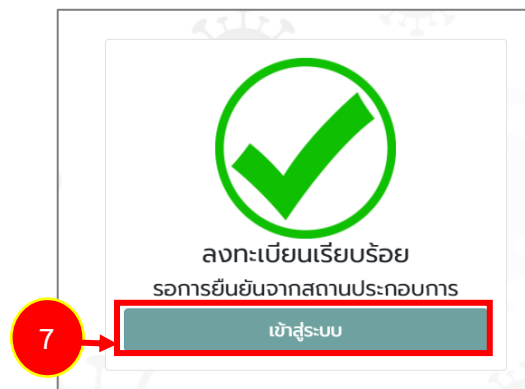 ลงทะเบียนเรียบร้อย
รอการยืนยันจากสถานประกอบการ
7
เข้าสู่ระบบ